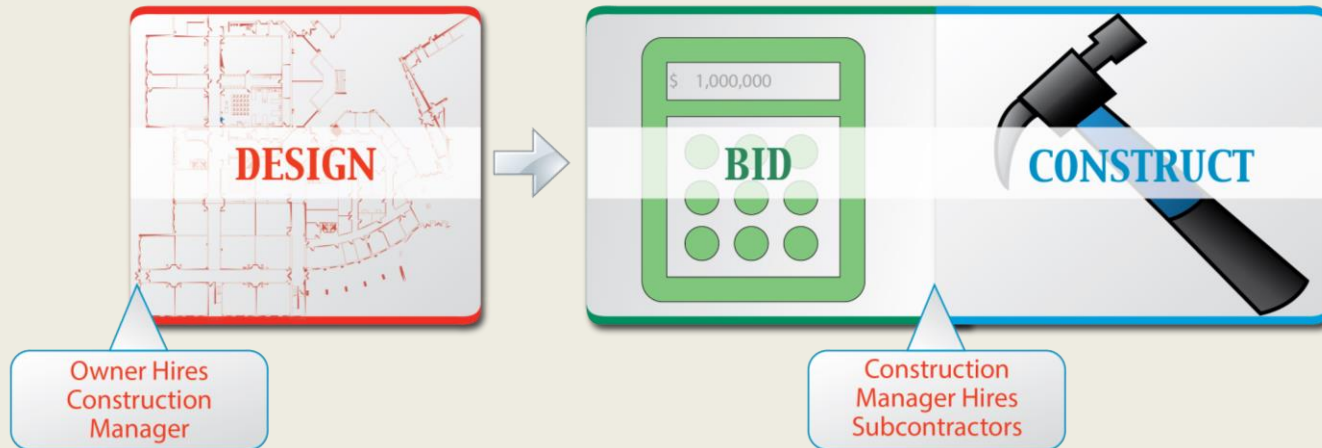 DESIGN
$ 1,000,000
BID
CONSTRUCT
Owner Hires
Construction
Manager
Construction
Manager Hires
Subcontractors